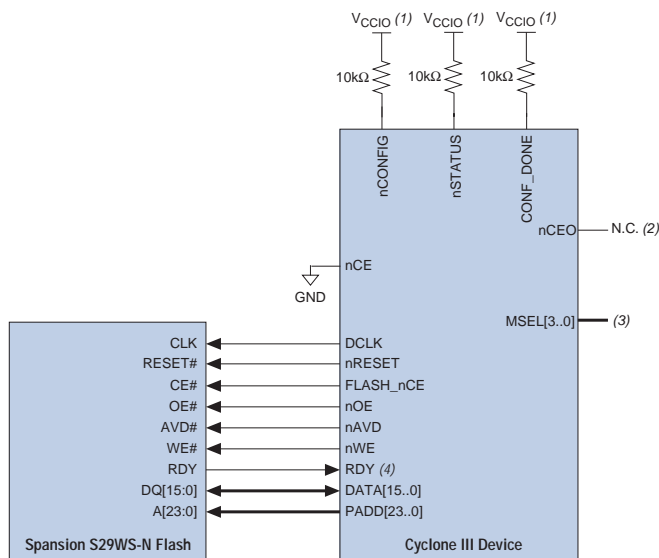 VCCIO (1) VCCIO (1) VCCIO (1)
10kΩ 10kΩ 10kΩ
nCONFIG
nSTATUS
CONF_DONE
nCEO N.C. (2)
nCE
GND
MSEL[3..0] (3)
CLK DCLK
RESET# nRESET
CE# FLASH_nCE
OE# nOE
AVD# nAVD
WE# nWE
RDY RDY (4)
DQ[15:0] DATA[15..0]
A[23:0] PADD[23..0]
Spansion S29WS-N Flash Cyclone III Device